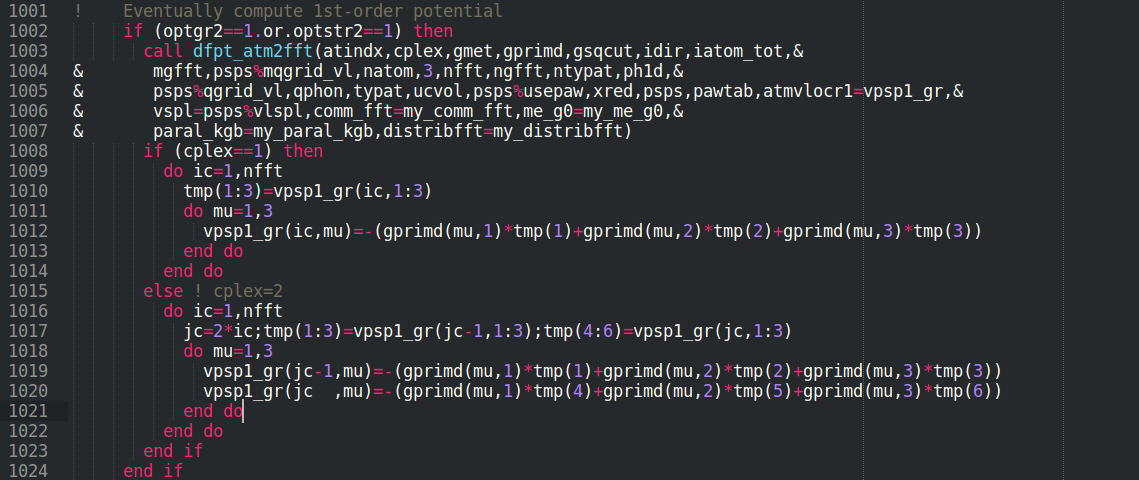 1001 !    Eventually compute 1st-order potential
1002      if (optgr2==1.or.optstr2==1) then
1003        call dfpt_atm2fft(atindx,cplex,gmet,gprimd,gsqcut,idir,iatom_tot,&
1004 &       mgfft,psps%mqgrid_vl,natom,3,nfft,ngfft,ntypat,ph1d,&
1005 &       psps%qgrid_vl,qphon,typat,ucvol,psps%usepaw,xred,psps,pawtab,atmvlocr1=vpsp1_gr,&
1006 &       vspl=psps%vlspl,comm_fft=my_comm_fft,me_g0=my_me_g0,&
1007 &       paral_kgb=my_paral_kgb,distribfft=my_distribfft)
1008        if (cplex==1) then
1009          do ic=1,nfft
1010            tmp(1:3)=vpsp1_gr(ic,1:3)
1011            do mu=1,3
1012              vpsp1_gr(ic,mu)=-(gprimd(mu,1)*tmp(1)+gprimd(mu,2)*tmp(2)+gprimd(mu,3)*tmp(3))
1013            end do
1014          end do
1015        else ! cplex=2
1016          do ic=1,nfft
1017            jc=2*ic;tmp(1:3)=vpsp1_gr(jc-1,1:3);tmp(4:6)=vpsp1_gr(jc,1:3)
1018            do mu=1,3
1019              vpsp1_gr(jc-1,mu)=-(gprimd(mu,1)*tmp(1)+gprimd(mu,2)*tmp(2)+gprimd(mu,3)*tmp(3))
1020              vpsp1_gr(jc  ,mu)=-(gprimd(mu,1)*tmp(4)+gprimd(mu,2)*tmp(5)+gprimd(mu,3)*tmp(6))
1021            end do
1022          end do
1023        end if
1024      end if